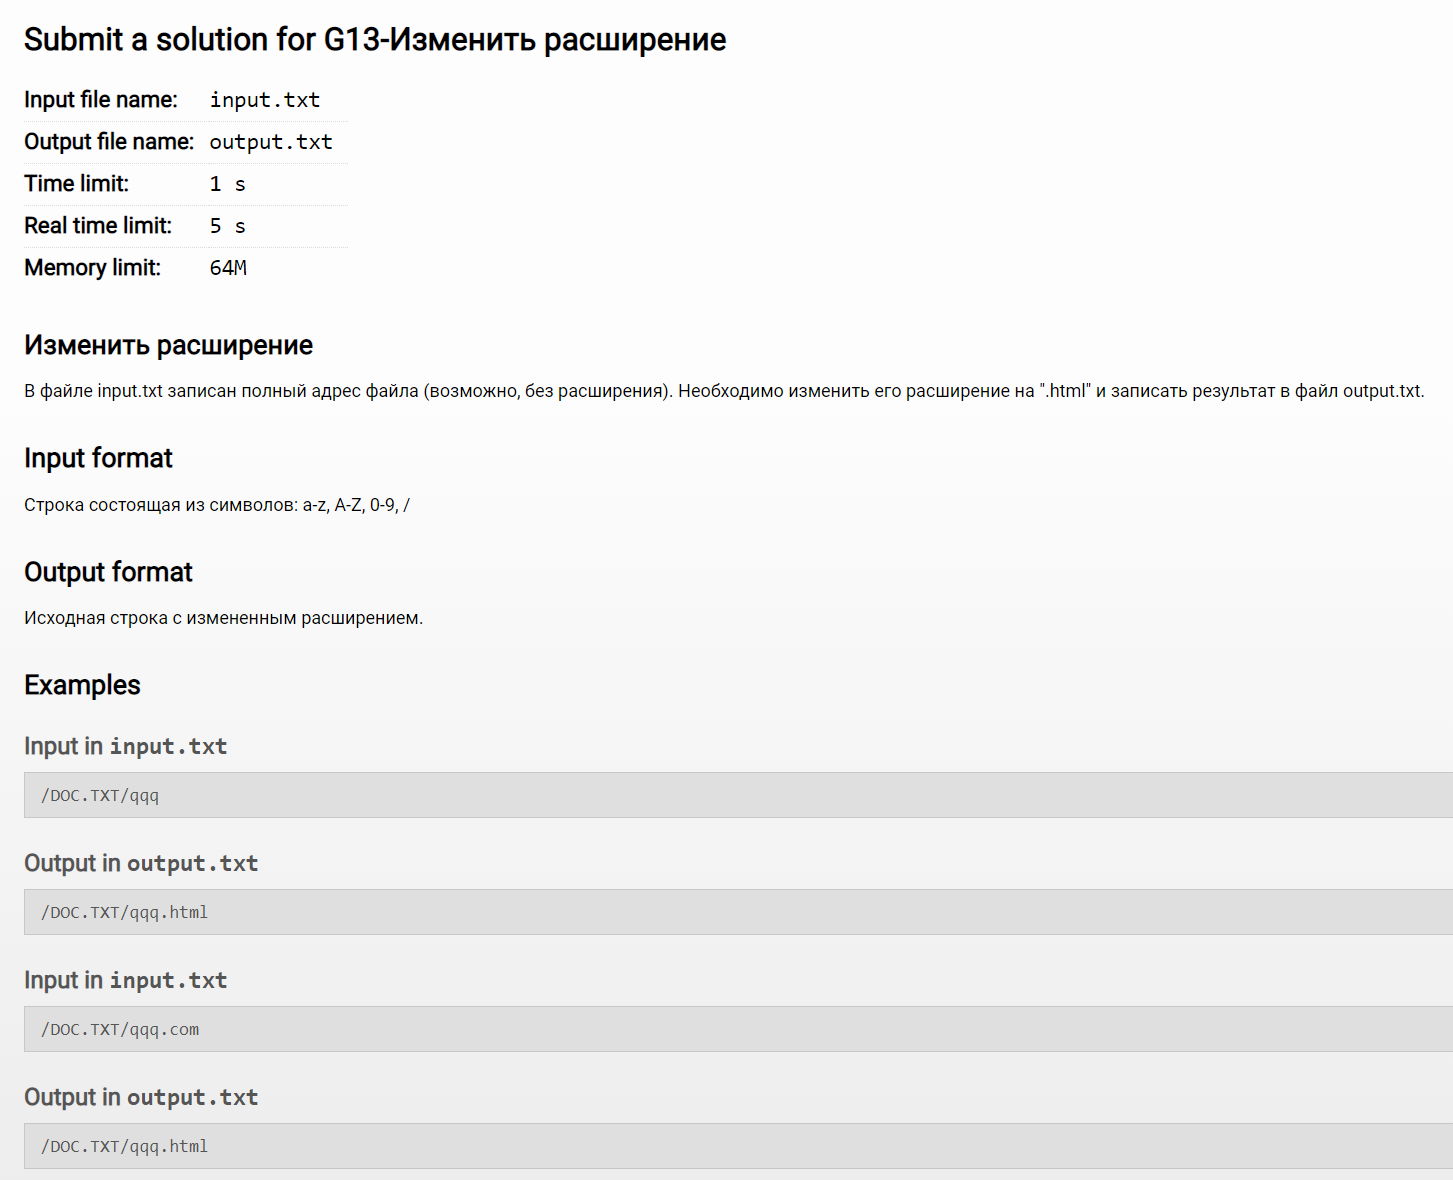 Submit a solution for G13-Изменить расширение
Input file name: input.txt
Output file name: output.txt
Time limit: 1 s
Real time limit: 5 s
Memory limit: 64M
Изменить расширение
В файле input.txt записан полный адрес файла (возможно, без расширения). Необходимо изменить его расширение на ".html" и записать результат в файл output.txt.
Input format
Строка состоящая из символов: a-z, A-Z, 0-9, /
Output format
Исходная строка с измененным расширением.
Examples
Input in input.txt
/DOC.TXT/qqq
Output in output.txt
/DOC.TXT/qqq.html
Input in input.txt
/DOC.TXT/qqq.com
Output in output.txt
/DOC.TXT/qqq.html